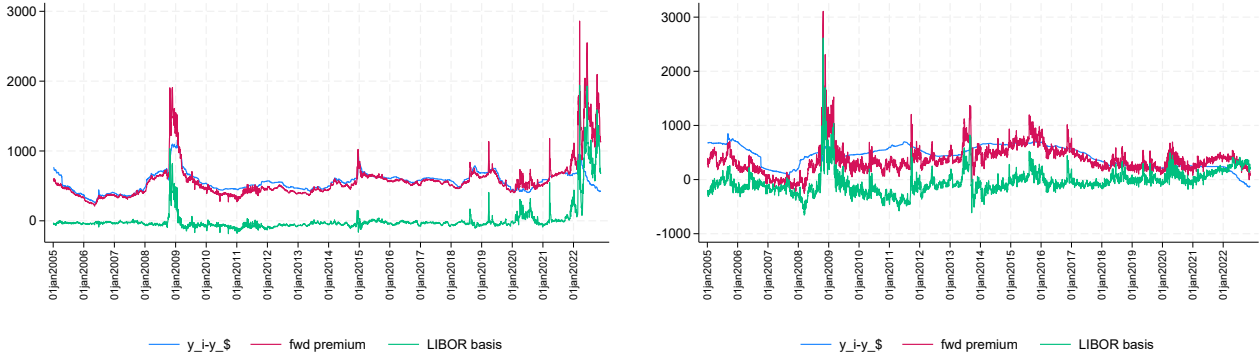 3000
2000
1000
0
01jan2005
01jan2006
01jan2007
01jan2008
01jan2009
01jan2010
01jan2011
01jan2012
01jan2013
01jan2014
01jan2015
01jan2016
01jan2017
01jan2018
01jan2019
01jan2020
01jan2021
01jan2022
y_i-y_$ fwd premium LIBOR basis
3000
2000
1000
0
-1000
01jan2005
01jan2006
01jan2007
01jan2008
01jan2009
01jan2010
01jan2011
01jan2012
01jan2013
01jan2014
01jan2015
01jan2016
01jan2017
01jan2018
01jan2019
01jan2020
01jan2021
01jan2022
y_i-y_$ fwd premium LIBOR basis